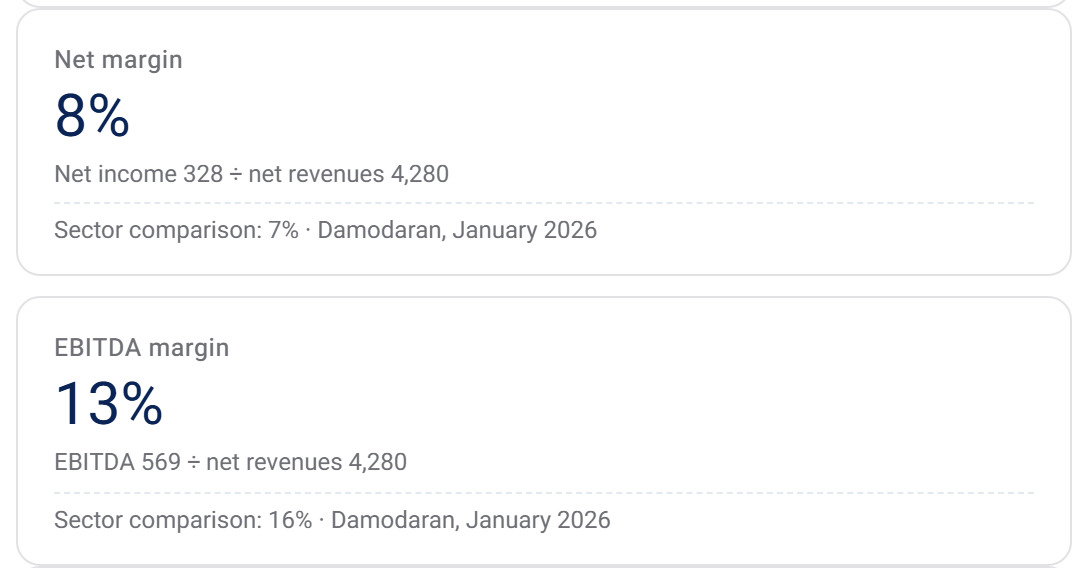 Net margin
8%
Net income 328 ÷ net revenues 4,280
Sector comparison: 7% · Damodaran, January 2026
EBITDA margin
13%
EBITDA 569 ÷ net revenues 4,280
Sector comparison: 16% · Damodaran, January 2026